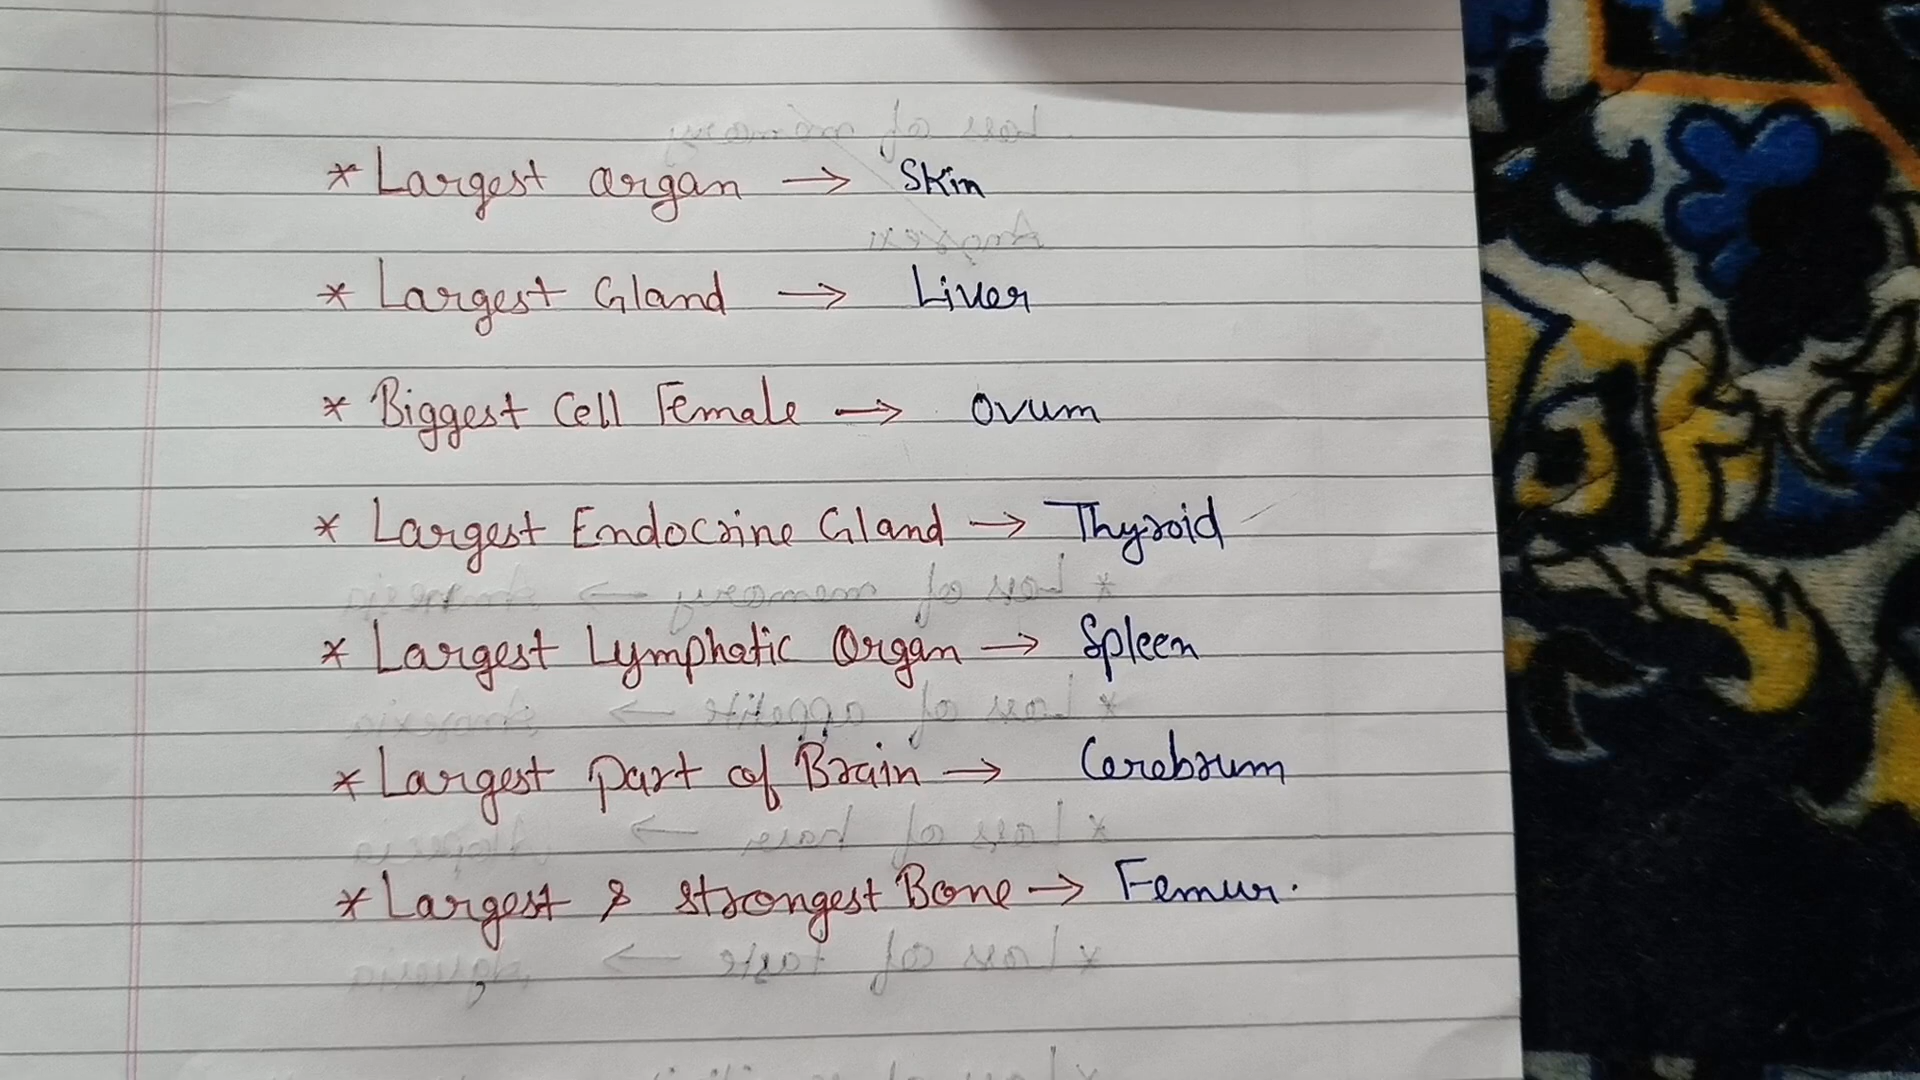 * Largest organ → Skin
* Largest Gland → Liver
* Biggest Cell Female → Ovum
* Largest Endocrine Gland → Thyroid
* Largest Lymphatic Organ → Spleen
* Largest part of Brain → Cerebrum
* Largest & strongest Bone → Femur.